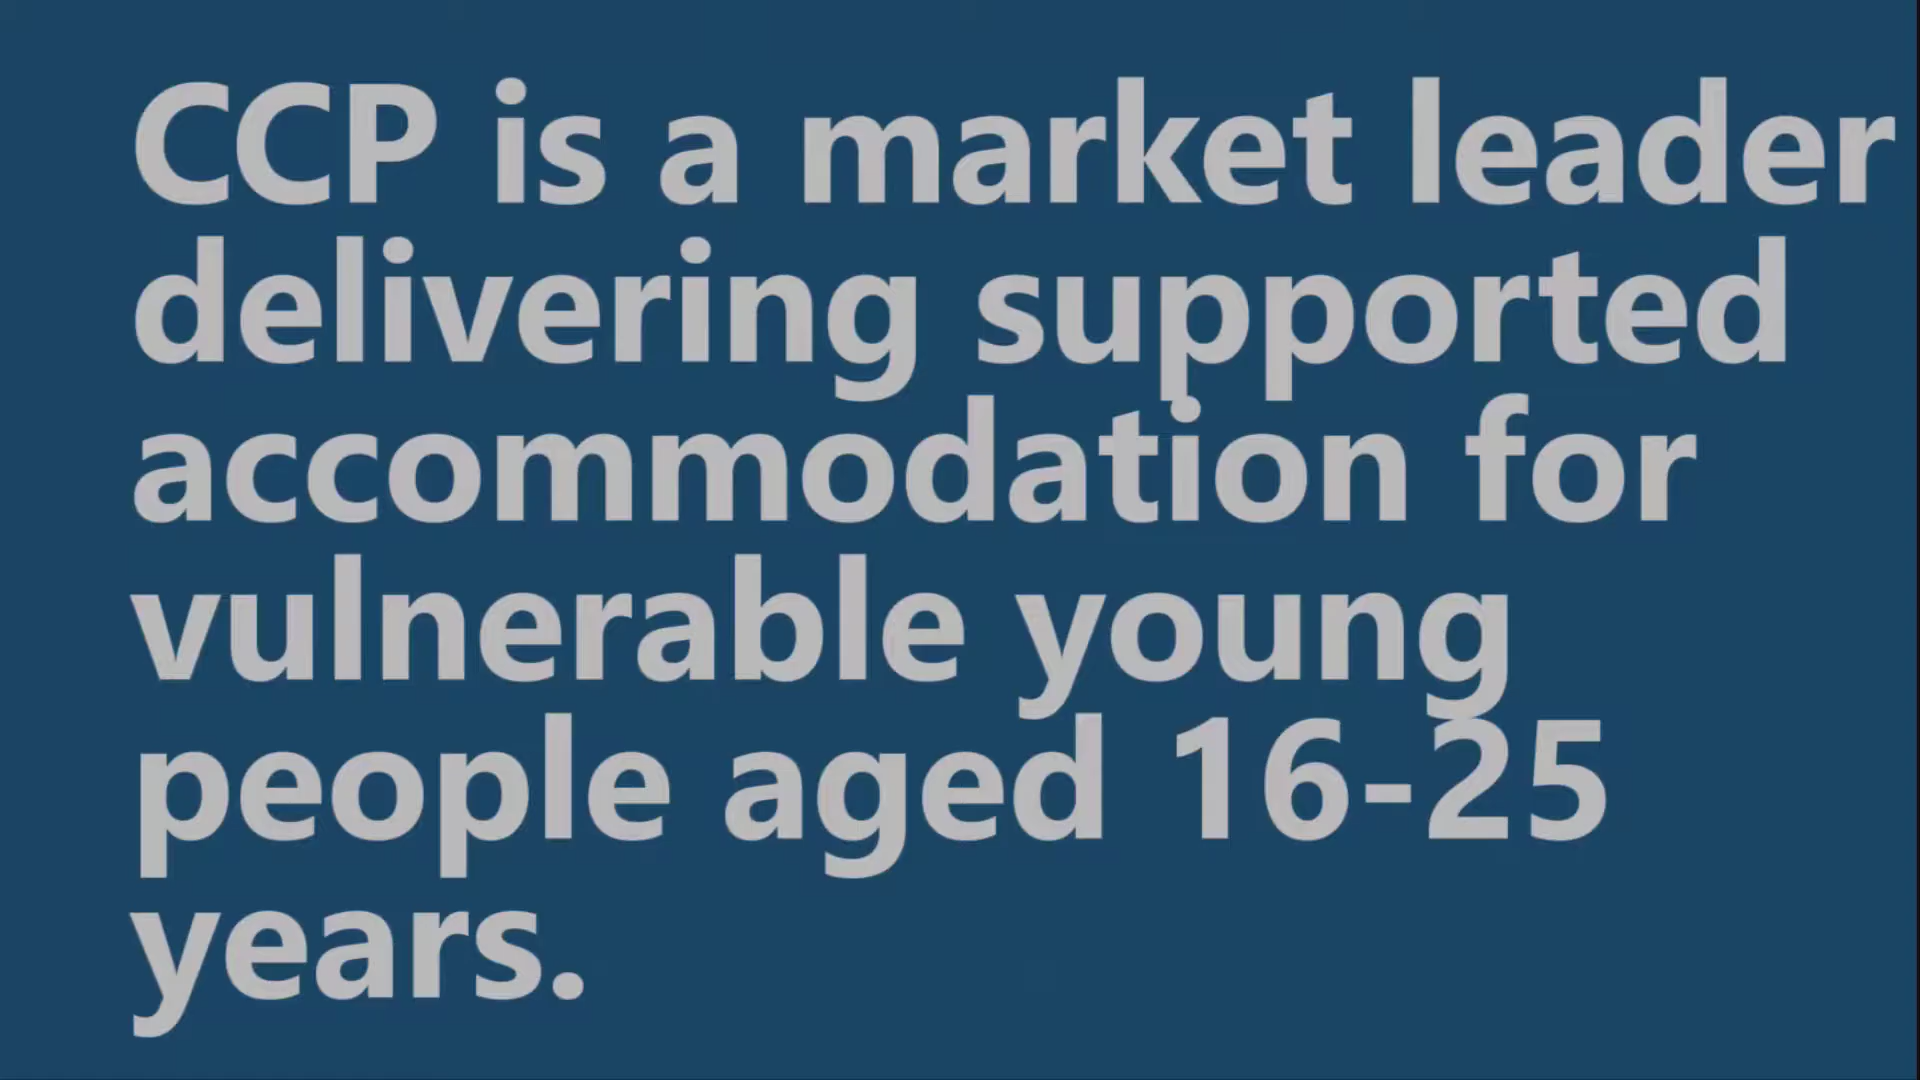 CCP is a market leader
delivering supported
accommodation for
vulnerable young
people aged 16-25
years.